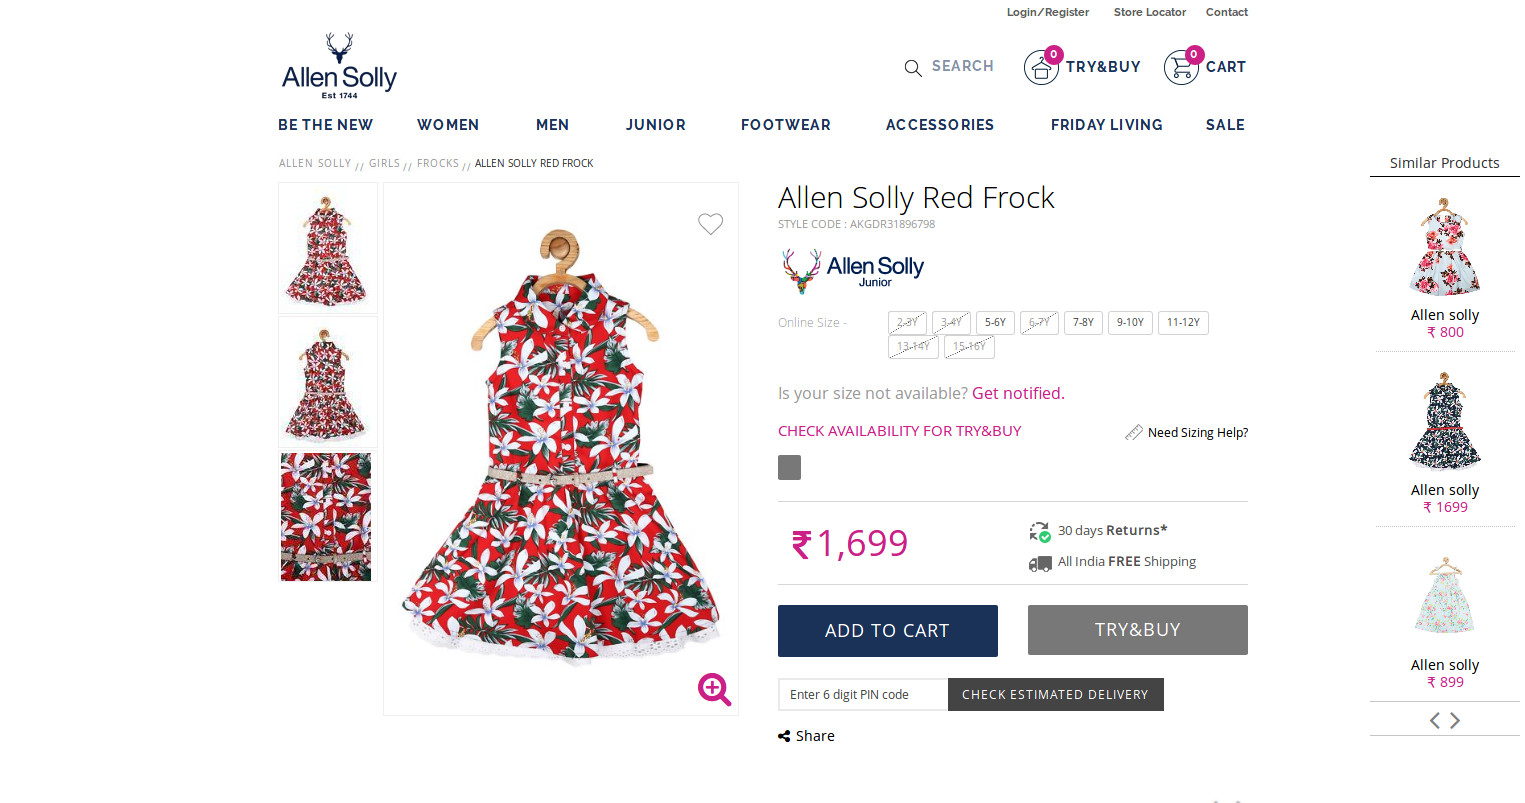 Login/Register Store Locator Contact
Allen Solly
Est 1744
SEARCH 0 TRY&BUY 0 CART
BE THE NEW WOMEN MEN JUNIOR FOOTWEAR ACCESSORIES FRIDAY LIVING SALE
ALLEN SOLLY // GIRLS // FROCKS // ALLEN SOLLY RED FROCK
Allen Solly Red Frock
STYLE CODE : AKGDR31896798
Allen Solly
Junior
Online Size - 2-3Y 3-4Y 5-6Y 6-7Y 7-8Y 9-10Y 11-12Y
13-14Y 15-16Y
Is your size not available? Get notified.
CHECK AVAILABILITY FOR TRY&BUY Need Sizing Help?
₹1,699
30 days Returns*
All India FREE Shipping
ADD TO CART TRY&BUY
Enter 6 digit PIN code CHECK ESTIMATED DELIVERY
Share
Similar Products
Allen solly
₹ 800
Allen solly
₹ 1699
Allen solly
₹ 899